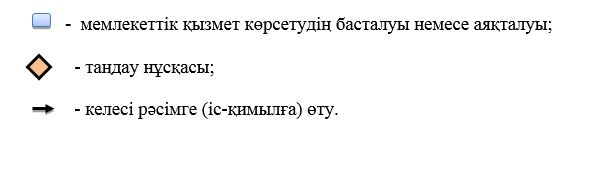 - мемлекеттік қызмет көрсетудің басталуы немесе аяқталуы;
- таңдау нұсқасы;
- келесі рәсімге (іс-қимылға) өту.